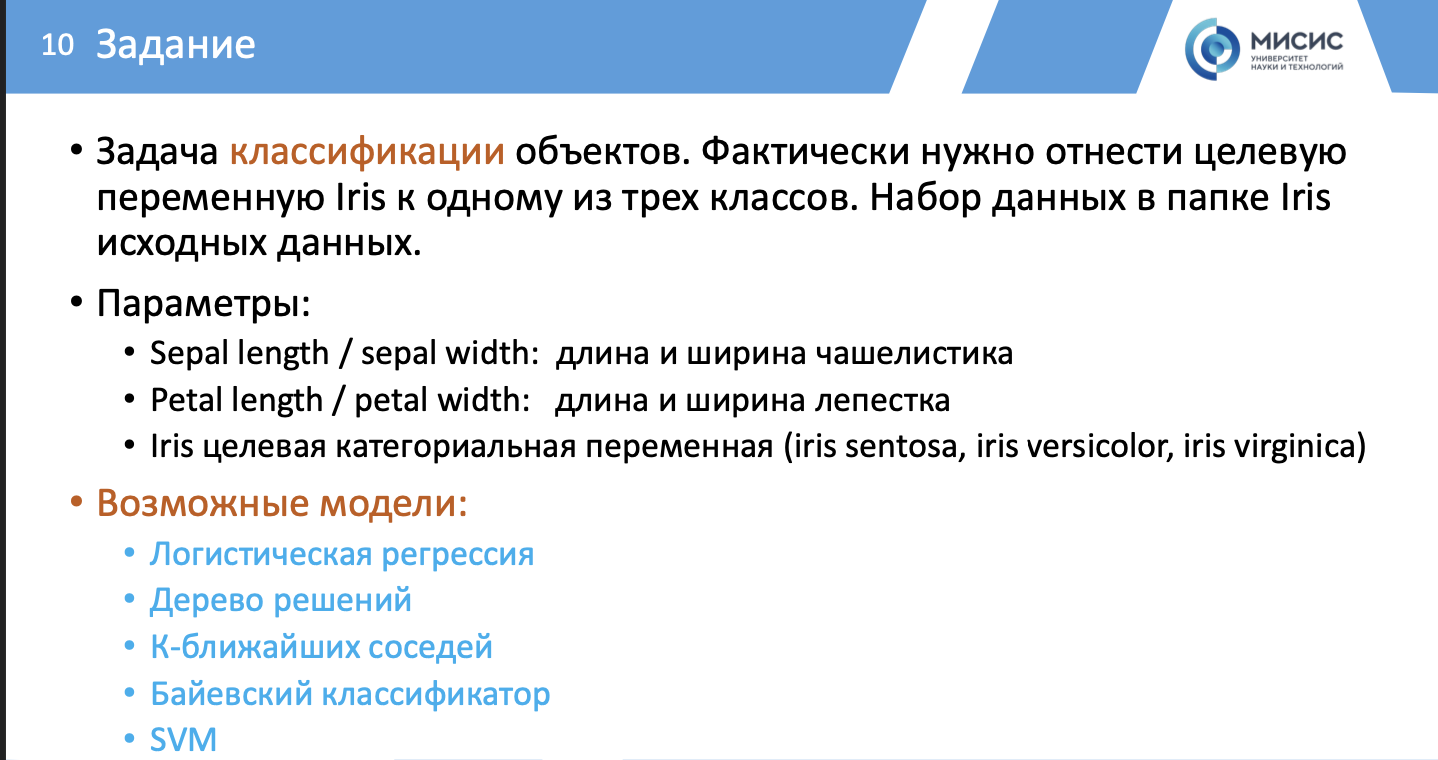 10 Задание
МИСИС
УНИВЕРСИТЕТ
НАУКИ И ТЕХНОЛОГИЙ
• Задача классификации объектов. Фактически нужно отнести целевую
переменную Iris к одному из трех классов. Набор данных в папке Iris
исходных данных.
• Параметры:
• Sepal length / sepal width: длина и ширина чашелистика
• Petal length / petal width: длина и ширина лепестка
• Iris целевая категориальная переменная (iris sentosa, iris versicolor, iris virginica)
• Возможные модели:
• Логистическая регрессия
• Дерево решений
• К-ближайших соседей
• Байевский классификатор
• SVM